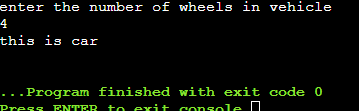 enter the number of wheels in vehicle
4
this is car
...Program finished with exit code 0
Press ENTER to exit console.